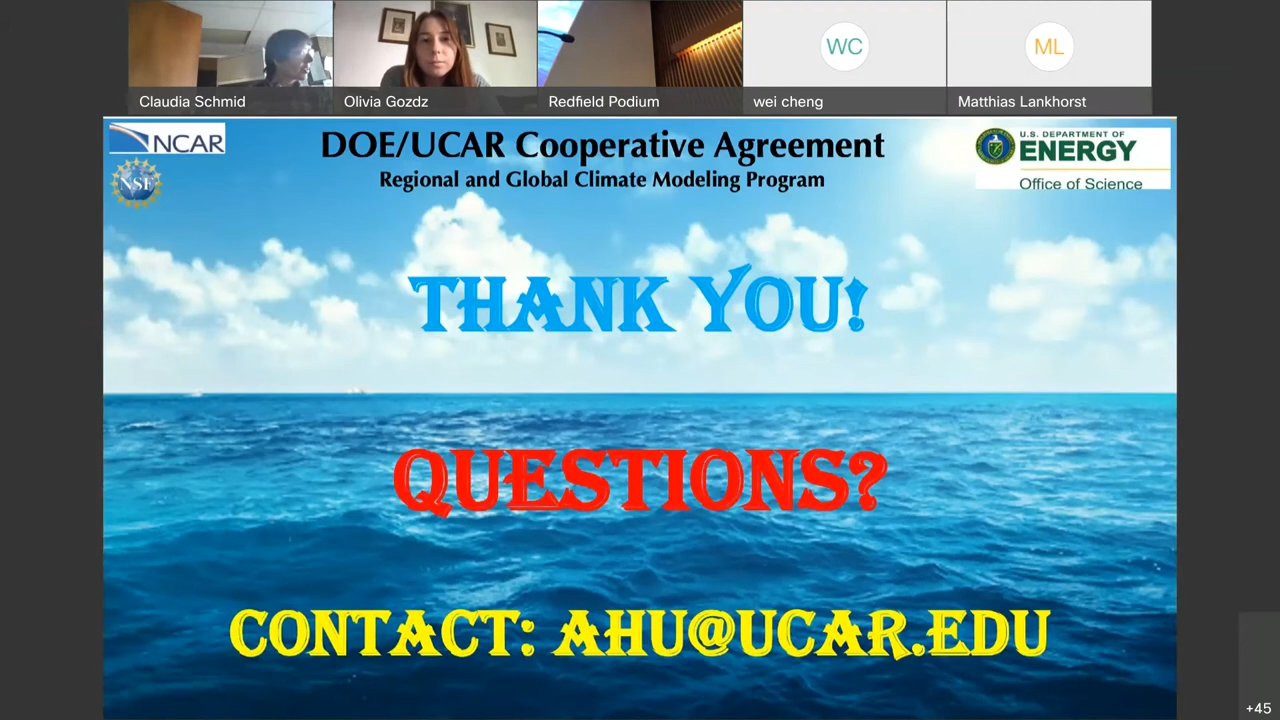 Claudia Schmid
Olivia Gozdz
Redfield Podium
WC
wei cheng
ML
Matthias Lankhorst
NCAR
NSF
DOE/UCAR Cooperative Agreement
Regional and Global Climate Modeling Program
U.S. DEPARTMENT OF
ENERGY
Office of Science
THANK YOU!
QUESTIONS?
CONTACT: AHU@UCAR.EDU
+45